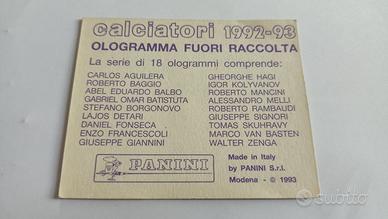 calciatori 1992-93
OLOGRAMMA FUORI RACCOLTA
La serie di 18 ologrammi comprende:
CARLOS AGUILERA
ROBERTO BAGGIO
ABEL EDUARDO BALBO
GABRIEL OMAR BATISTUTA
STEFANO BORGONOVO
LAJOS DETARI
DANIEL FONSECA
ENZO FRANCESCOLI
GIUSEPPE GIANNINI
GHEORGHE HAGI
IGOR KOLYVANOV
ROBERTO MANCINI
ALESSANDRO MELLI
ROBERTO RAMBAUDI
GIUSEPPE SIGNORI
TOMAS SKUHRAVY
MARCO VAN BASTEN
WALTER ZENGA
PANINI
Made in Italy
by PANINI S.r.l.
Modena - © 1993
subito